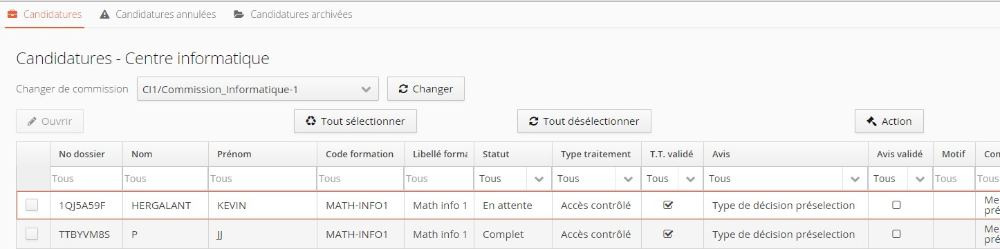 Candidatures Candidatures annulées Candidatures archivées
Candidatures - Centre informatique
Changer de commission CI1/Commission_Informatique-1 Changer
Ouvrir Tout sélectionner Tout désélectionner Action
No dossier Nom Prénom Code formation Libellé forma Statut Type traitement T.T. validé Avis Avis validé Motif Con
Tous Tous Tous Tous Tous Tous Tous Tous Tous Tous Tous Tous
1QJ5A59F HERGALANT KEVIN MATH-INFO1 Math info 1 En attente Accès contrôlé Type de décision préselection Me
pré
TTBYVM8S P JJ MATH-INFO1 Math info 1 Complet Accès contrôlé Type de décision préselection Me
pré